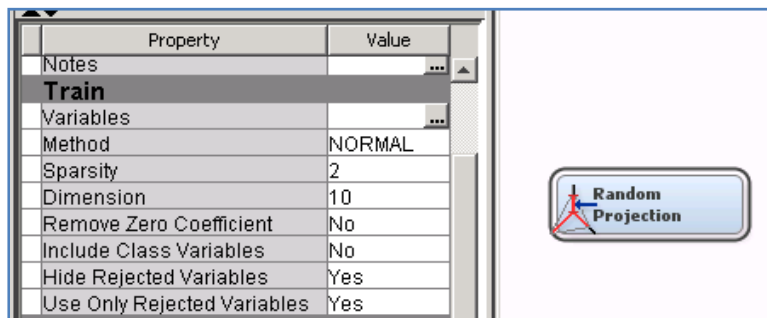 Property Value
Notes ...
Train
Variables ...
Method NORMAL
Sparsity 2
Dimension 10
Remove Zero Coefficient No
Include Class Variables No
Hide Rejected Variables Yes
Use Only Rejected Variables Yes
Random
Projection